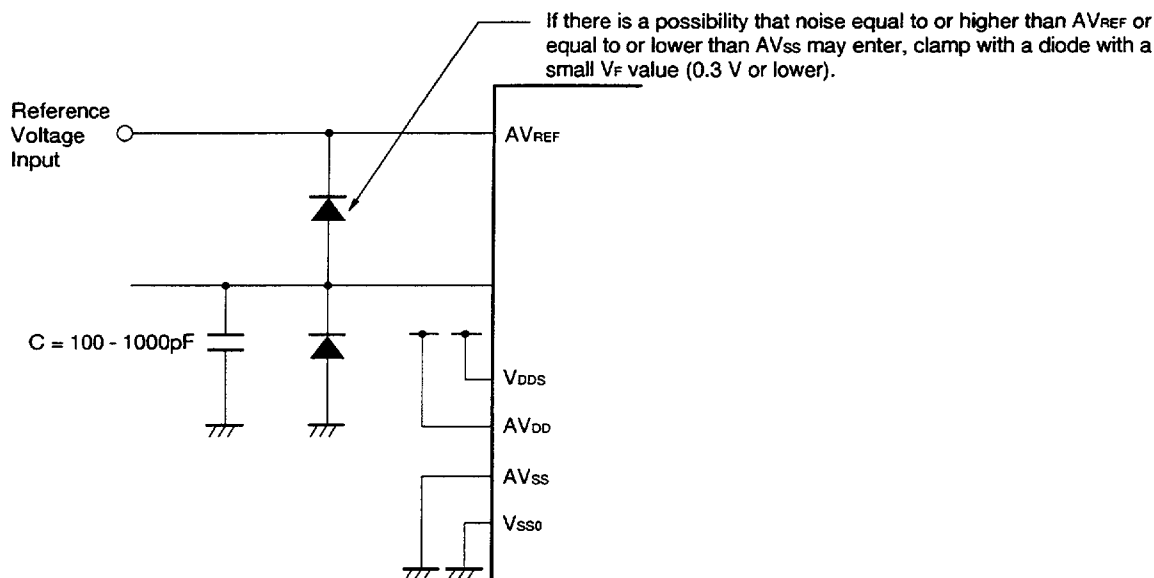 If there is a possibility that noise equal to or higher than AVREF or
equal to or lower than AVSS may enter, clamp with a diode with a
small VF value (0.3 V or lower).
Reference
Voltage
Input
AVREF
C = 100 - 1000pF
VDDS
AVDD
AVSS
VSS0